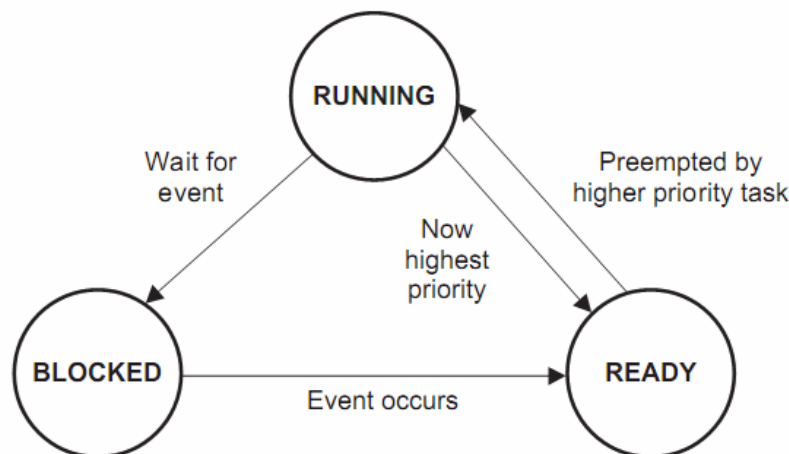 RUNNING
Wait for
event
Preempted by
higher priority task
Now
highest
priority
BLOCKED
READY
Event occurs